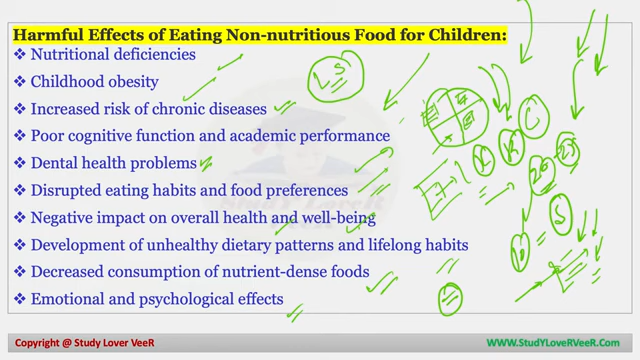 Harmful Effects of Eating Non-nutritious Food for Children:
❖ Nutritional deficiencies
❖ Childhood obesity
❖ Increased risk of chronic diseases
❖ Poor cognitive function and academic performance
❖ Dental health problems
❖ Disrupted eating habits and food preferences
❖ Negative impact on overall health and well-being
❖ Development of unhealthy dietary patterns and lifelong habits
❖ Decreased consumption of nutrient-dense foods
❖ Emotional and psychological effects
StuDY LoveR
VeeR
Copyright @ Study Lover VeeR
WWW.StudYLoveRVeeR.Com